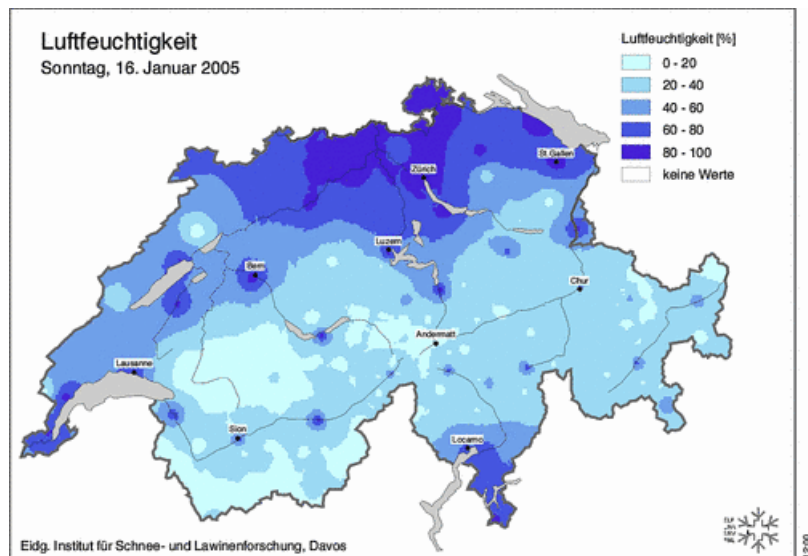 Luftfeuchtigkeit
Sonntag, 16. Januar 2005
Luftfeuchtigkeit [%]
0 - 20
20 - 40
40 - 60
60 - 80
80 - 100
keine Werte
St.Gallen
Zürich
Luzern
Bern
Chur
Andermatt
Lausanne
Sion
Locarno
Eidg. Institut für Schnee- und Lawinenforschung, Davos